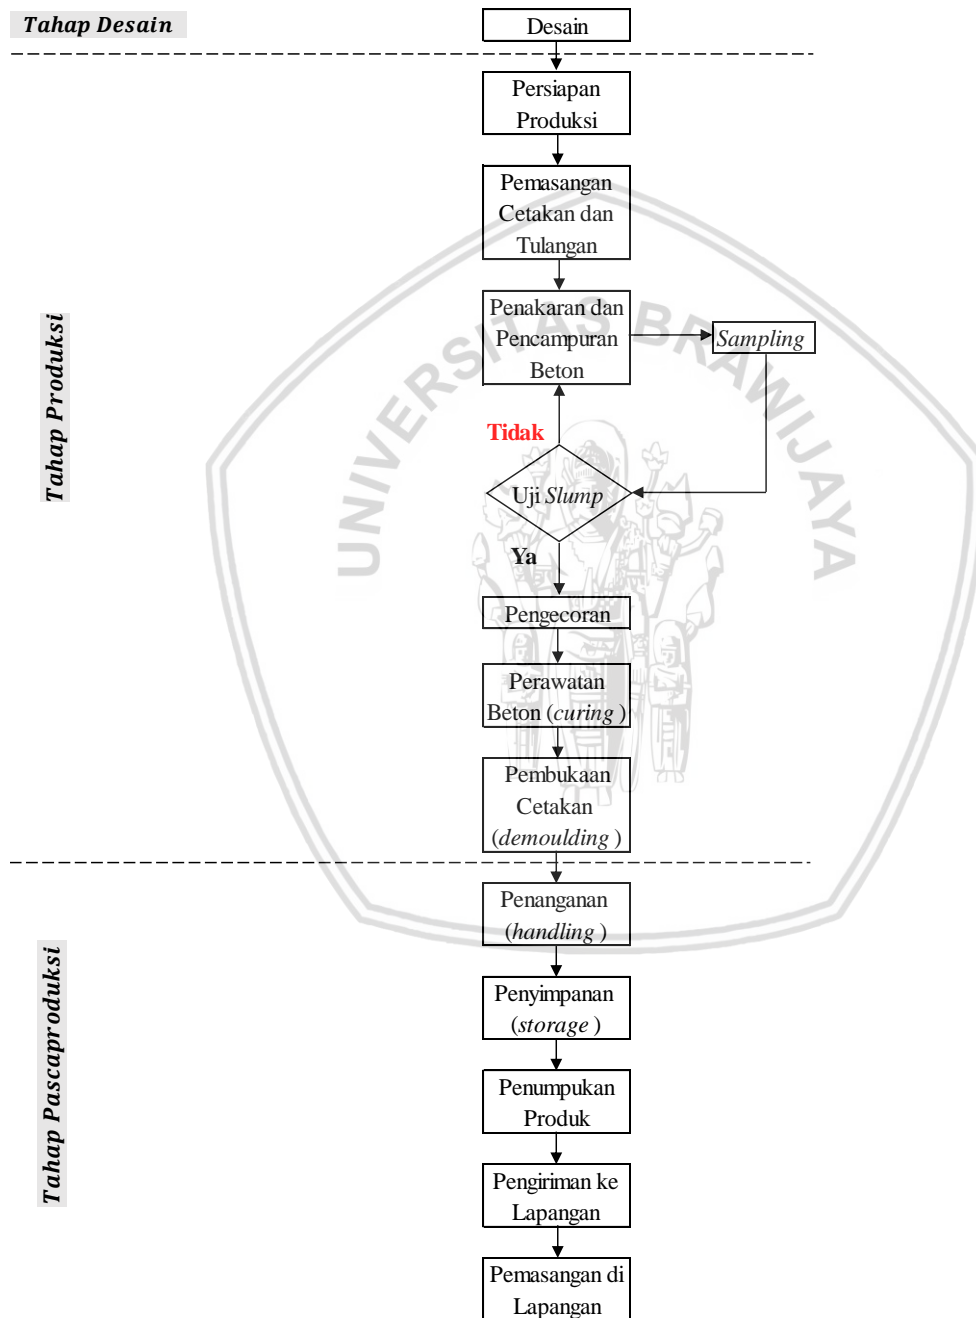 Tahap Desain
Desain
Persiapan
Produksi
Pemasangan
Cetakan dan
Tulangan
Tahap Produksi
Penakaran dan
Pencampuran
Beton
Sampling
Tidak
Uji Slump
Ya
Pengecoran
Perawatan
Beton (curing )
Pembukaan
Cetakan
(demoulding )
Tahap Pascaproduksi
Penanganan
(handling )
Penyimpanan
(storage )
Penumpukan
Produk
Pengiriman ke
Lapangan
Pemasangan di
Lapangan
UNIVERSITAS BRAWIJAYA